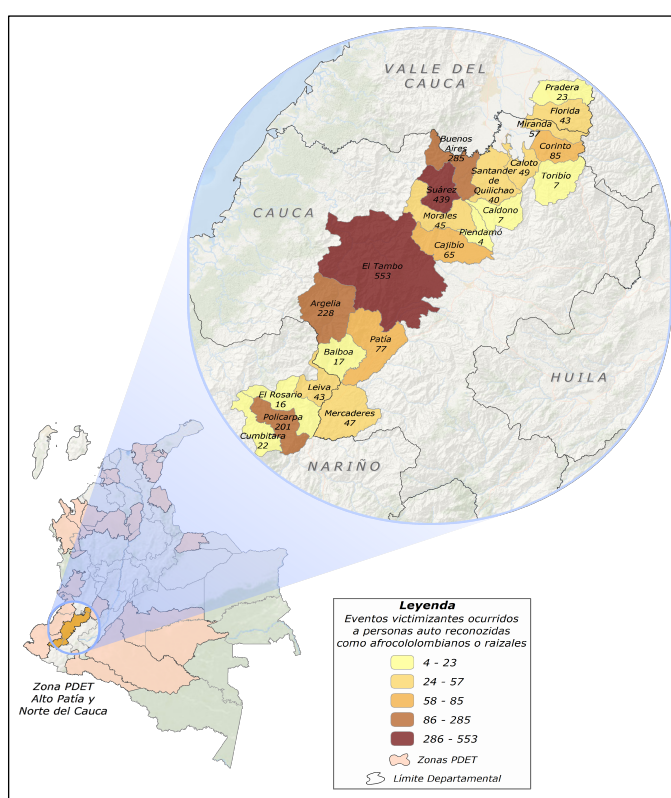 VALLE DEL
CAUCA
Pradera
23
Florida
43
Miranda
57
Buenos
Aires
285
Corinto
85
Caloto
49
Santander
de
Quilichao
40
Toribío
7
Suárez
439
CAUCA
Caldono
7
Morales
45
Piendamó
4
Cajibío
65
El Tambo
553
Argelia
228
Patía
77
Balboa
17
HUILA
Leiva
43
El Rosario
16
Mercaderes
47
Policarpa
201
Cumbitara
22
NARIÑO
Zona PDET
Alto Patía y
Norte del Cauca
Leyenda
Eventos victimizantes ocurridos
a personas auto reconozidas
como afrocololombianos o raizales
4 - 23
24 - 57
58 - 85
86 - 285
286 - 553
Zonas PDET
Límite Departamental